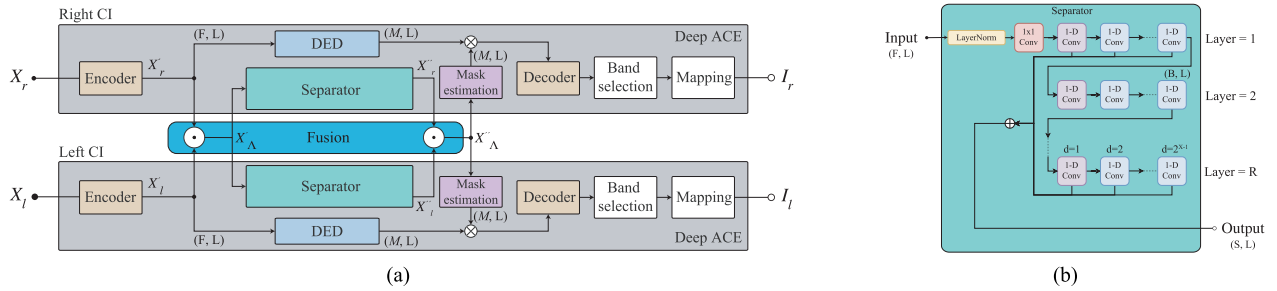 Right CI
Deep ACE
X_r
Encoder
X'_r
(F, L)
DED
(M, L)
(M, L)
Separator
X''_r
Mask
estimation
Decoder
Band
selection
Mapping
I_r
Fusion
X'_Λ
X''_Λ
Left CI
X_l
Encoder
X'_l
(F, L)
Separator
X''_l
Mask
estimation
(M, L)
DED
(M, L)
Decoder
Band
selection
Mapping
I_l
Deep ACE
(a)
Separator
Input
(F, L)
LayerNorm
1x1
Conv
1-D
Conv
1-D
Conv
1-D
Conv
Layer = 1
(B, L)
1-D
Conv
1-D
Conv
1-D
Conv
Layer = 2
d=1
d=2
d=2^{X-1}
1-D
Conv
1-D
Conv
1-D
Conv
Layer = R
Output
(S, L)
(b)